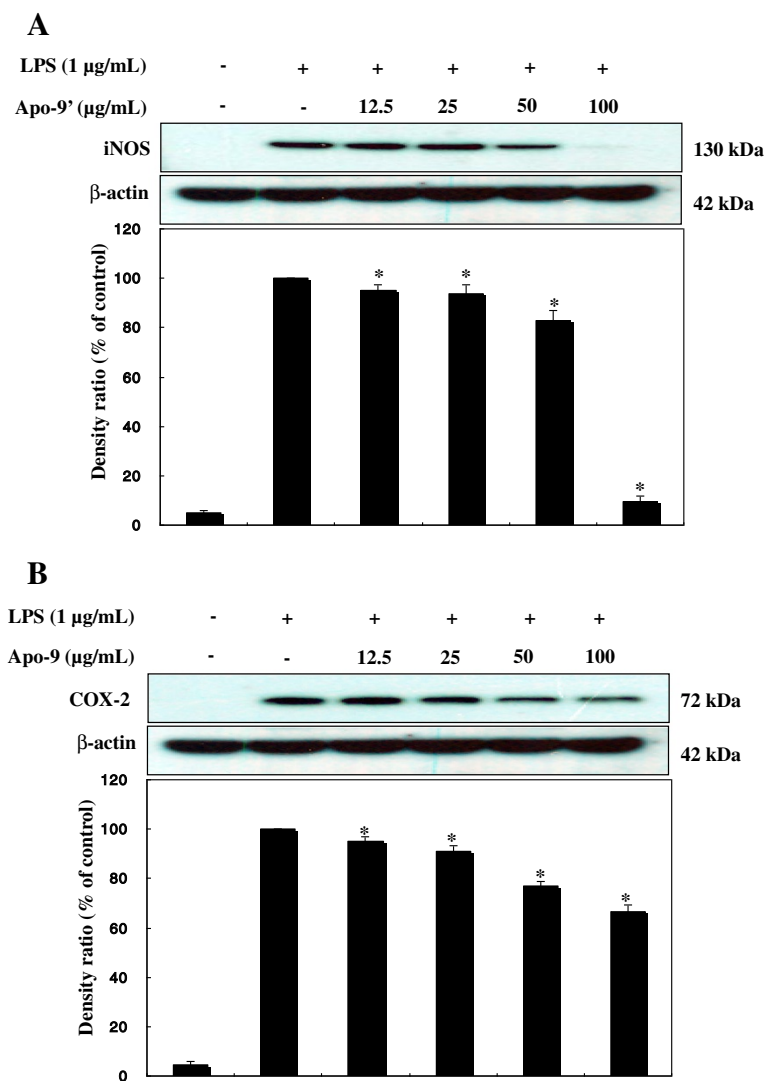 A
LPS (1 µg/mL) - + + + + +
Apo-9’ (µg/mL) - - 12.5 25 50 100
iNOS 130 kDa
β-actin 42 kDa
Density ratio (% of control)
120
100
80
60
40
20
0
* * * * 
B
LPS (1 µg/mL) - + + + + +
Apo-9 (µg/mL) - - 12.5 25 50 100
COX-2 72 kDa
β-actin 42 kDa
Density ratio (% of control)
120
100
80
60
40
20
0
* * * *